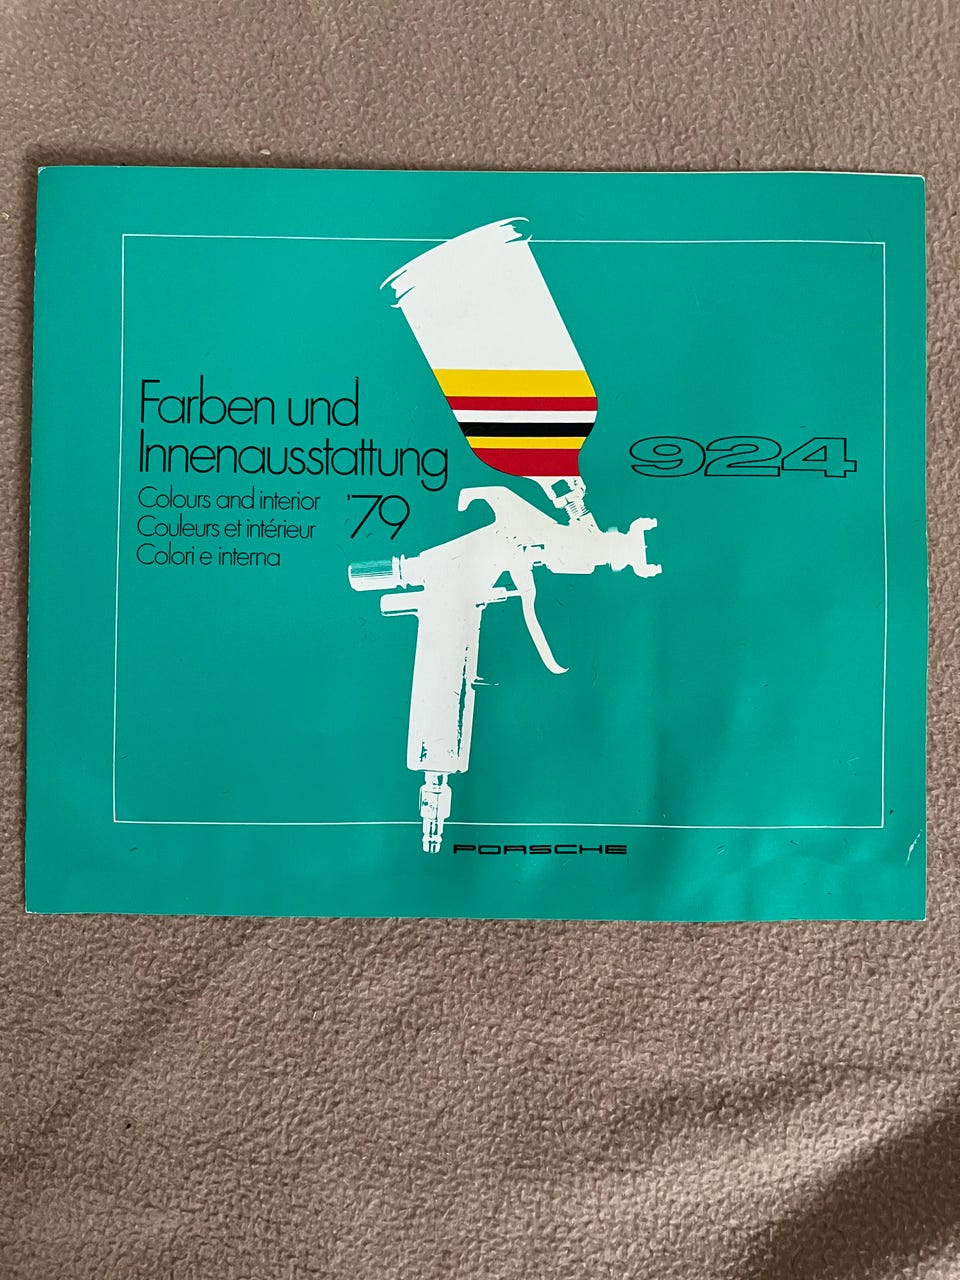 Farben und
Innenausstattung
Colours and interior
Couleurs et intérieur
Colori e interna
'79
924
PORSCHE